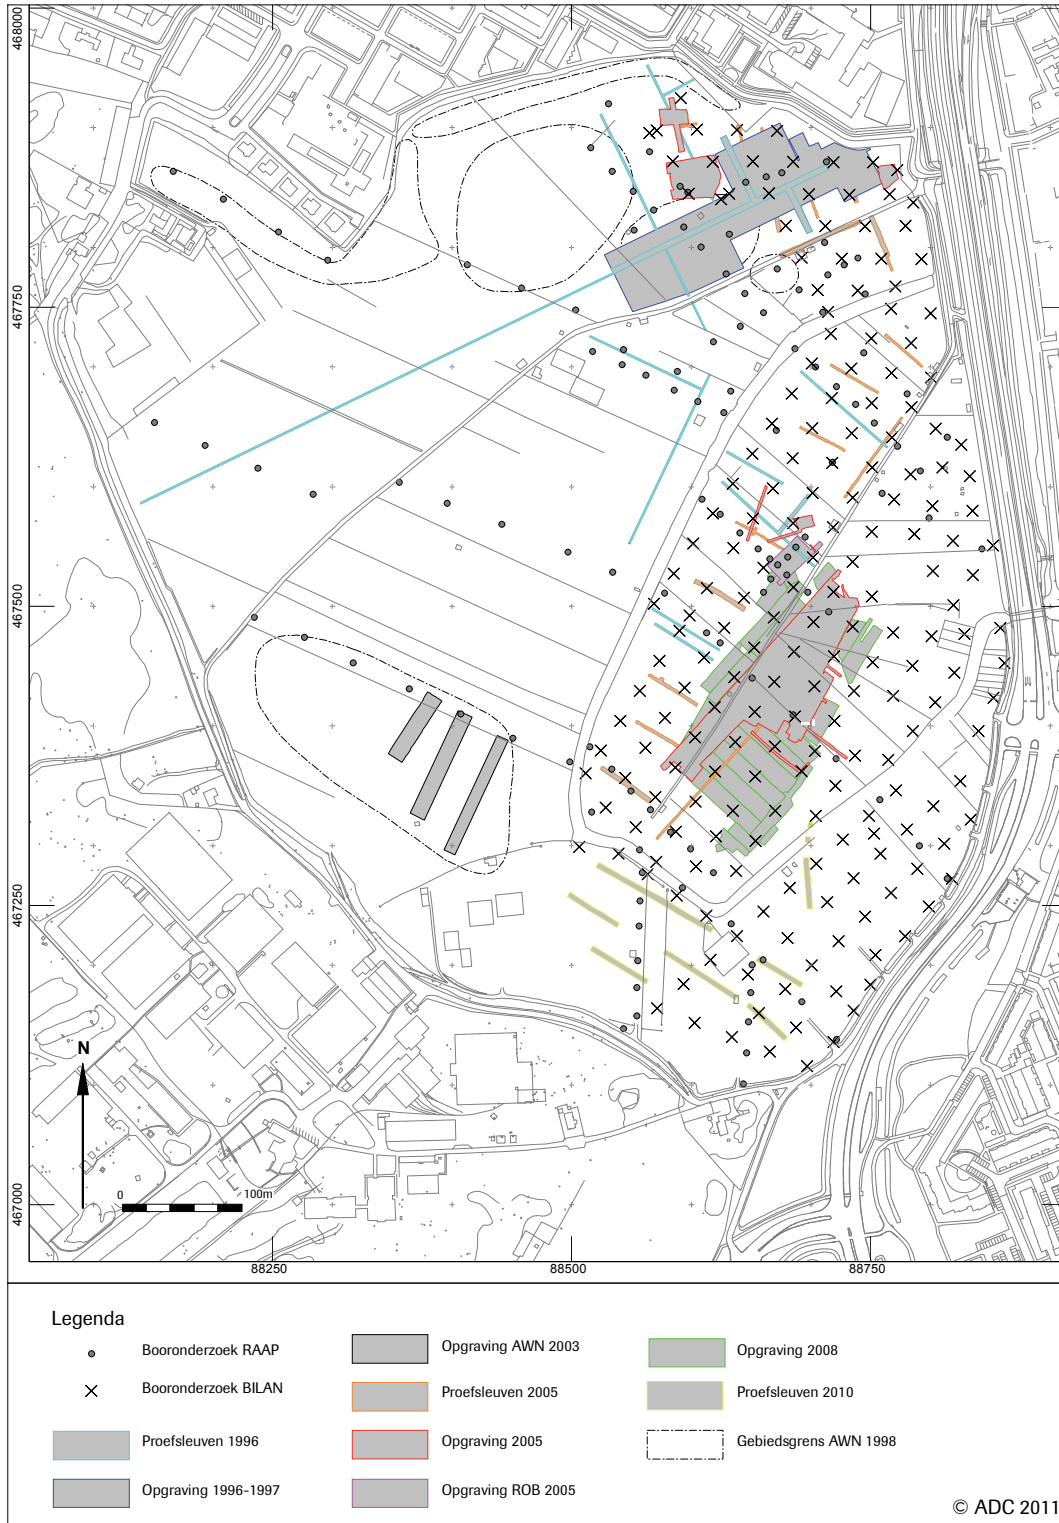 468000
467750
467500
467250
467000
N
0 100m
88250 88500 88750
Legenda
Booronderzoek RAAP
Booronderzoek BILAN
Proefsleuven 1996
Opgraving 1996-1997
Opgraving AWN 2003
Proefsleuven 2005
Opgraving 2005
Opgraving ROB 2005
Opgraving 2008
Proefsleuven 2010
Gebiedsgrens AWN 1998
© ADC 2011